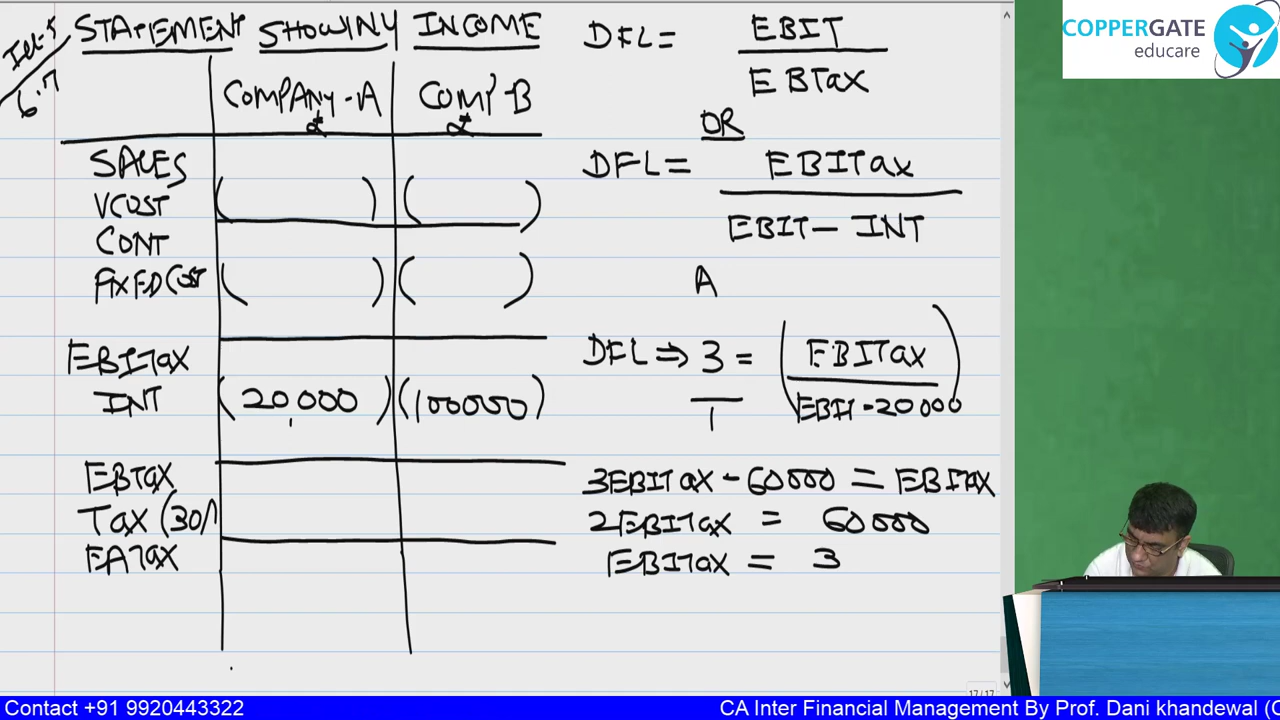 STATEMENT SHOWING INCOME
6.7
COMPANY-A COMP' B
SALES
VCOST ( ) ( )
CONT
FIXED COST ( ) ( )
EBITax
INT (20,000) (100000)
EBTax
Tax (30%
EATax
DFL = EBIT
EBTax
OR
DFL = EBITax
EBIT - INT
A
DFL ⇒ 3 = (EBITax
1 EBIT - 20000)
3EBITax - 60000 = EBITax
2EBITax = 60000
EBITax = 3
COPPERGATE
educare
17/17
Contact +91 9920443322 CA Inter Financial Management By Prof. Dani khandewal (C